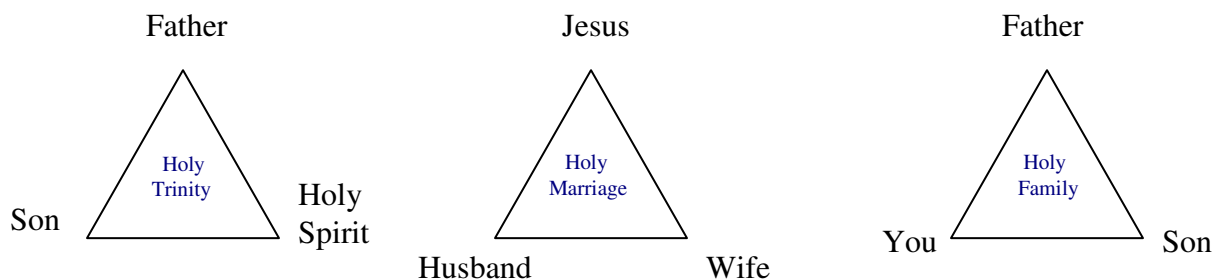 Father
Holy
Trinity
Son
Holy
Spirit
Jesus
Holy
Marriage
Husband
Wife
Father
Holy
Family
You
Son